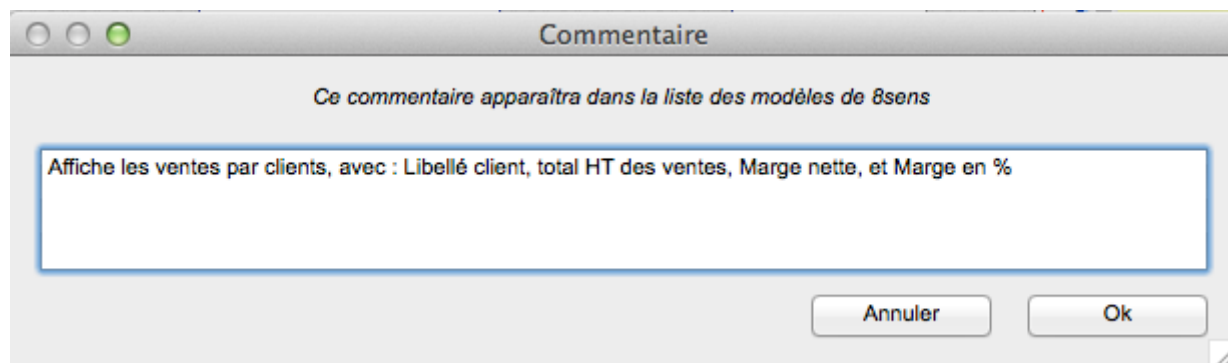 Commentaire
Ce commentaire apparaîtra dans la liste des modèles de 8sens
Affiche les ventes par clients, avec : Libellé client, total HT des ventes, Marge nette, et Marge en %
Annuler
Ok